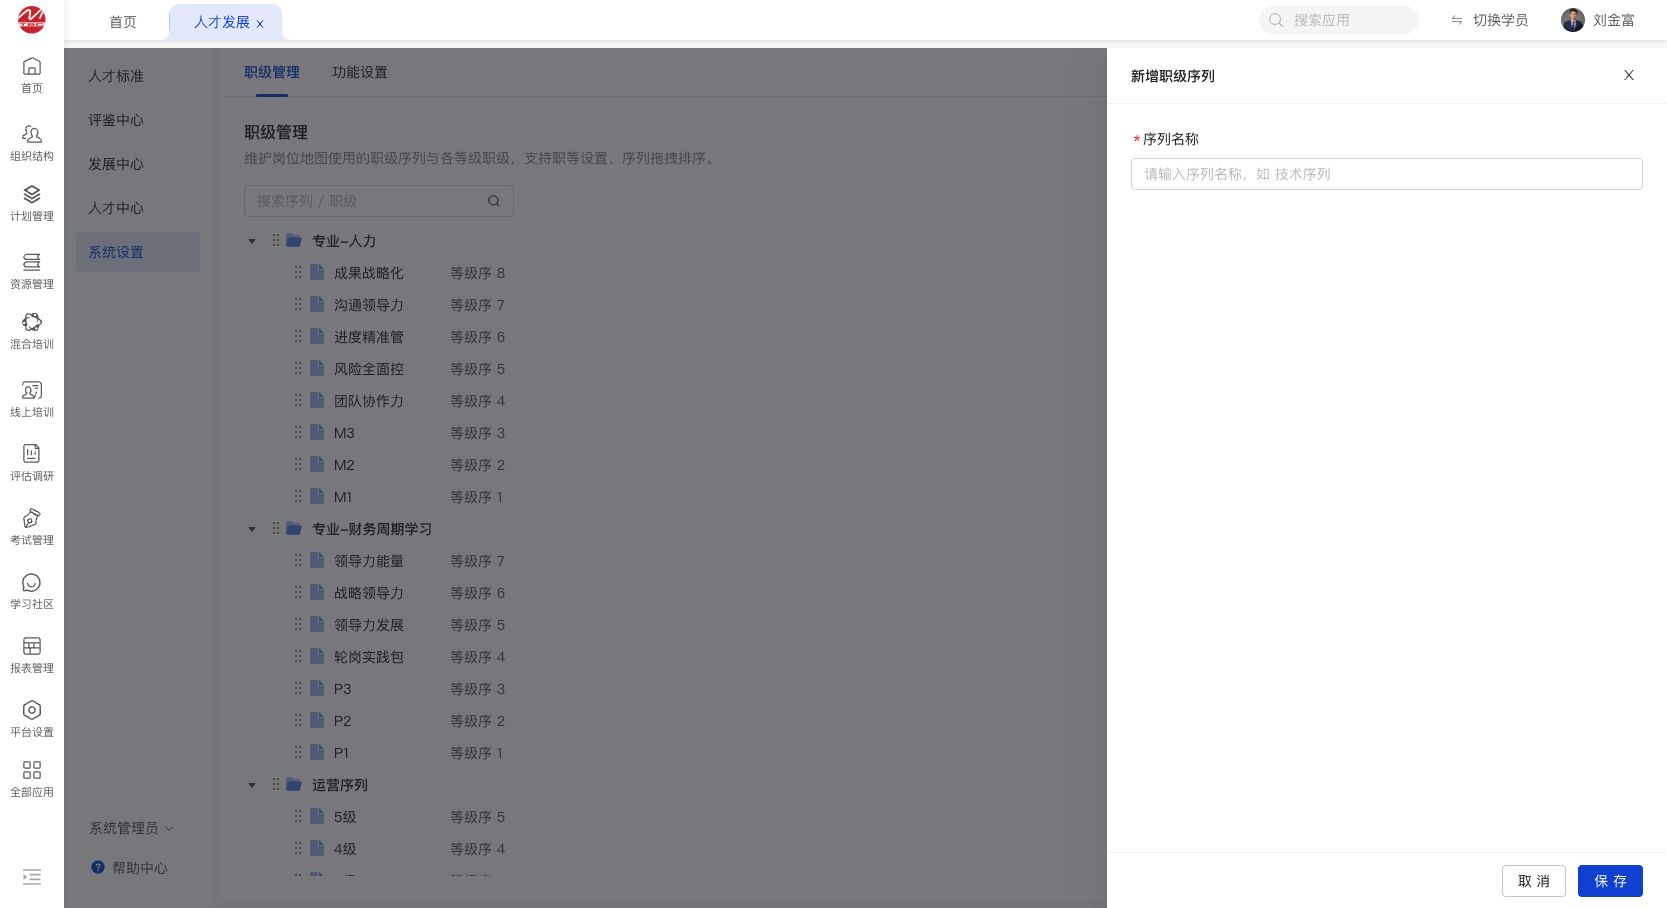 首页
人才发展 x
搜索应用
切换学员
刘金富
首页
组织结构
计划管理
资源管理
混合培训
线上培训
评估调研
考试管理
学习社区
报表管理
平台设置
全部应用
人才标准
评鉴中心
发展中心
人才中心
系统设置
系统管理员
帮助中心
职级管理 功能设置
职级管理
维护岗位地图使用的职级序列与各等级职级，支持职等设置、序列拖拽排序。
搜索序列 / 职级
专业-人力
成果战略化 等级序 8
沟通领导力 等级序 7
进度精准管 等级序 6
风险全面控 等级序 5
团队协作力 等级序 4
M3 等级序 3
M2 等级序 2
M1 等级序 1
专业-财务周期学习
领导力能量 等级序 7
战略领导力 等级序 6
领导力发展 等级序 5
轮岗实践包 等级序 4
P3 等级序 3
P2 等级序 2
P1 等级序 1
运营序列
5级 等级序 5
4级 等级序 4
新增职级序列 X
* 序列名称
请输入序列名称，如 技术序列
取 消
保 存